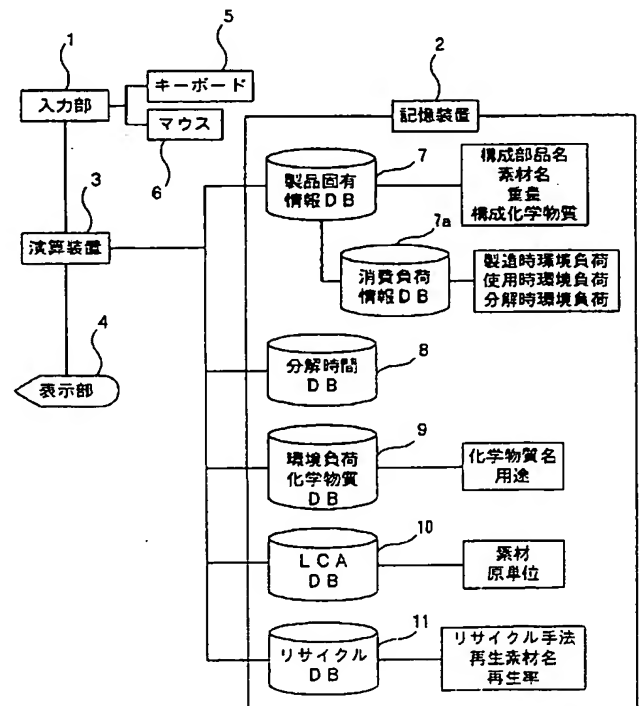 5
1
キーボード
2
入力部
記憶装置
マウス
6
7
製品固有
情報DB
構成部品名
素材名
重量
構成化学物質
3
7a
演算装置
消費負荷
情報DB
製造時環境負荷
使用時環境負荷
分解時環境負荷
4
表示部
分解時間
DB
8
9
環境負荷
化学物質
DB
化学物質名
用途
10
LCA
DB
素材
原単位
11
リサイクル
DB
リサイクル手法
再生素材名
再生率